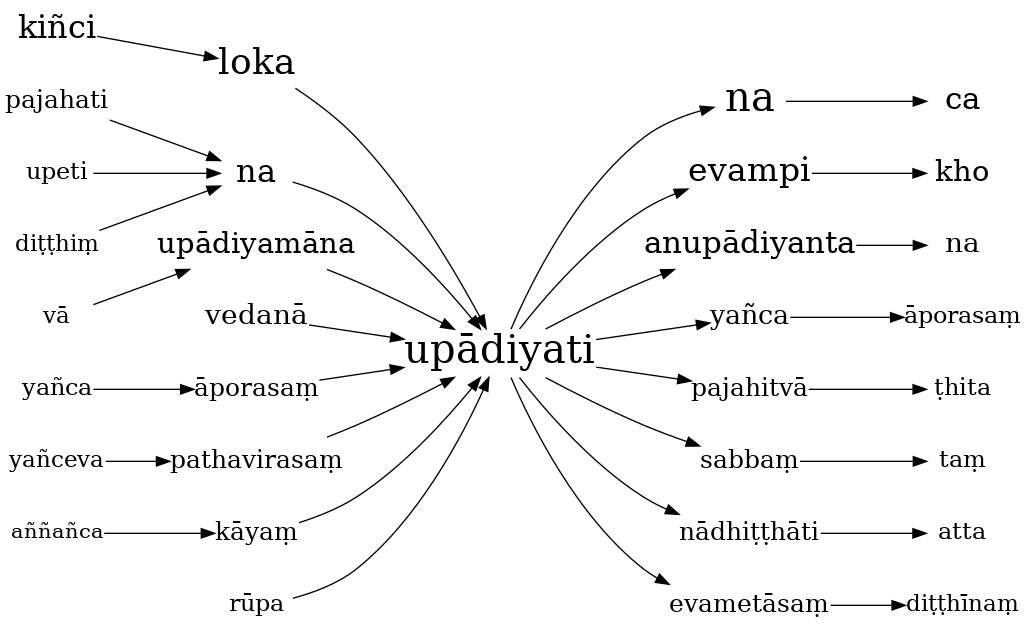 kiñci
loka
pajahati
na
ca
upeti
na
evampi
kho
diṭṭhiṃ
upādiyamāna
anupādiyanta
na
vā
vedanā
yañca
āporasaṃ
upādiyati
yañca
āporasaṃ
pajahitvā
ṭhita
yañceva
pathavirasaṃ
sabbaṃ
taṃ
aññañca
kāyaṃ
nādhiṭṭhāti
atta
rūpa
evametāsaṃ
diṭṭhīnaṃ